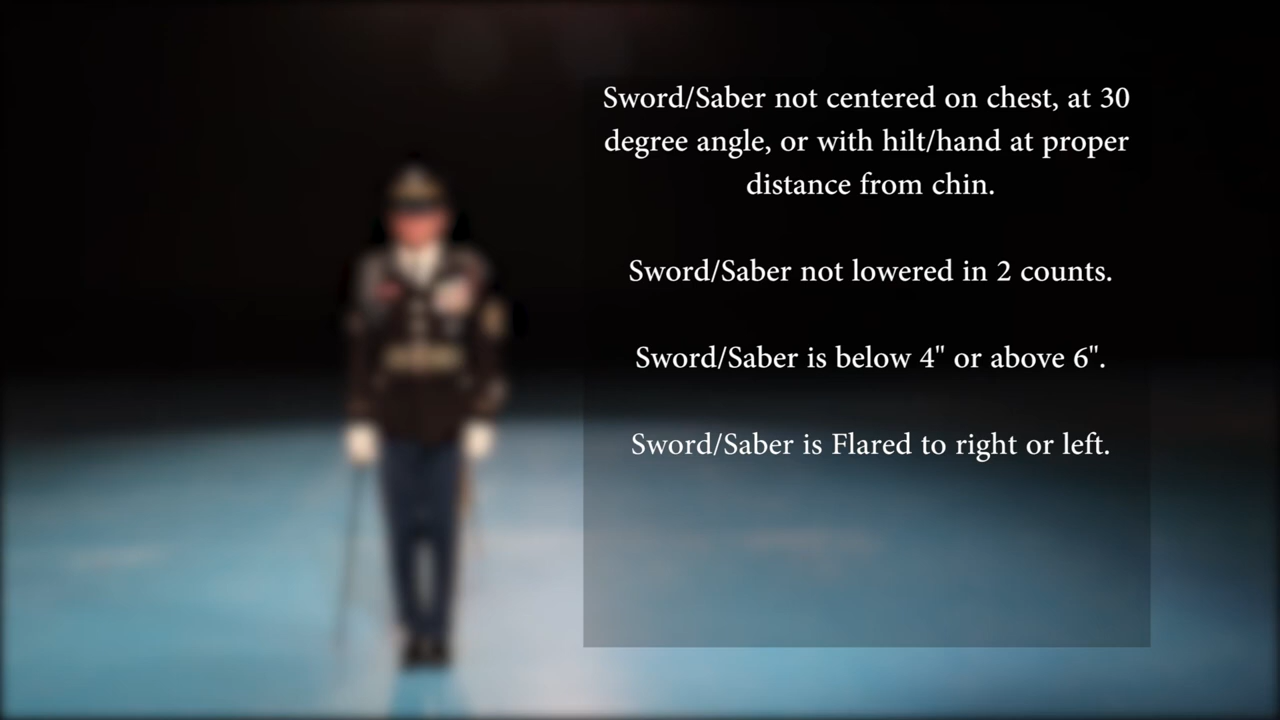 Sword/Saber not centered on chest, at 30
degree angle, or with hilt/hand at proper
distance from chin.
Sword/Saber not lowered in 2 counts.
Sword/Saber is below 4" or above 6".
Sword/Saber is Flared to right or left.